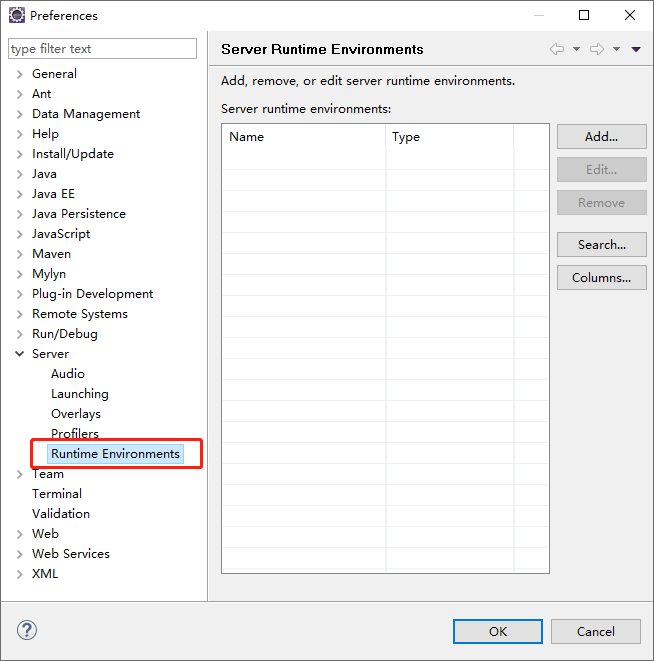 Preferences
type filter text
General
Ant
Data Management
Help
Install/Update
Java
Java EE
Java Persistence
JavaScript
Maven
Mylyn
Plug-in Development
Remote Systems
Run/Debug
Server
Audio
Launching
Overlays
Profilers
Runtime Environments
Team
Terminal
Validation
Web
Web Services
XML
Server Runtime Environments
Add, remove, or edit server runtime environments.
Server runtime environments:
Name Type
Add...
Edit...
Remove
Search...
Columns...
?
OK Cancel